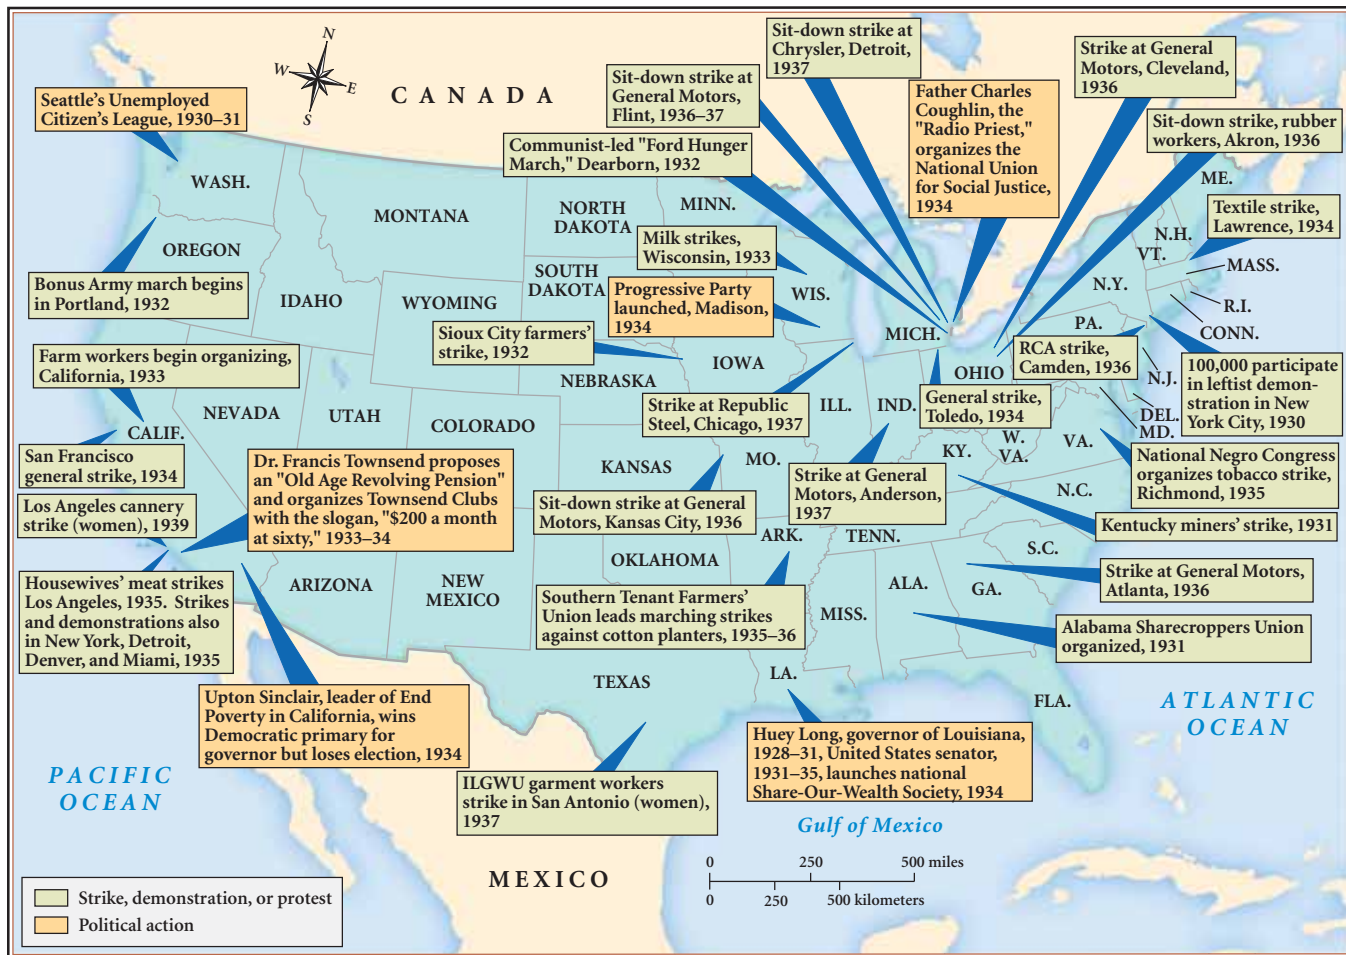 Seattle's Unemployed
Citizen's League, 1930–31
N
W
E
S
CANADA
Sit-down strike at
General Motors,
Flint, 1936–37
Sit-down strike at
Chrysler, Detroit,
1937
Father Charles
Coughlin, the
"Radio Priest,"
organizes the
National Union
for Social Justice,
1934
Strike at General
Motors, Cleveland,
1936
Sit-down strike, rubber
workers, Akron, 1936
Communist-led "Ford Hunger
March," Dearborn, 1932
WASH.
MONTANA
NORTH
DAKOTA
MINN.
ME.
Textile strike,
Lawrence, 1934
OREGON
Milk strikes,
Wisconsin, 1933
N.H.
VT.
MASS.
Bonus Army march begins
in Portland, 1932
IDAHO
WYOMING
SOUTH
DAKOTA
Progressive Party
launched, Madison,
1934
WIS.
MICH.
N.Y.
R.I.
CONN.
Sioux City farmers'
strike, 1932
IOWA
PA.
Farm workers begin organizing,
California, 1933
NEBRASKA
OHIO
RCA strike,
Camden, 1936
N.J.
100,000 participate
in leftist demon-
stration in New
York City, 1930
NEVADA
UTAH
COLORADO
Strike at Republic
Steel, Chicago, 1937
ILL.
IND.
General strike,
Toledo, 1934
DEL.
MD.
CALIF.
San Francisco
general strike, 1934
Dr. Francis Townsend proposes
an "Old Age Revolving Pension"
and organizes Townsend Clubs
with the slogan, "$200 a month
at sixty," 1933–34
KANSAS
MO.
KY.
W.
VA.
VA.
National Negro Congress
organizes tobacco strike,
Richmond, 1935
Strike at General
Motors, Anderson,
1937
Los Angeles cannery
strike (women), 1939
Sit-down strike at General
Motors, Kansas City, 1936
N.C.
Kentucky miners' strike, 1931
ARK.
TENN.
OKLAHOMA
S.C.
Housewives' meat strikes
Los Angeles, 1935. Strikes
and demonstrations also
in New York, Detroit,
Denver, and Miami, 1935
ARIZONA
NEW
MEXICO
Southern Tenant Farmers'
Union leads marching strikes
against cotton planters, 1935–36
MISS.
ALA.
GA.
Strike at General Motors,
Atlanta, 1936
Alabama Sharecroppers Union
organized, 1931
Upton Sinclair, leader of End
Poverty in California, wins
Democratic primary for
governor but loses election, 1934
TEXAS
LA.
FLA.
ATLANTIC
OCEAN
Huey Long, governor of Louisiana,
1928–31, United States senator,
1931–35, launches national
Share-Our-Wealth Society, 1934
PACIFIC
OCEAN
ILGWU garment workers
strike in San Antonio (women),
1937
Gulf of Mexico
MEXICO
0 250 500 miles
0 250 500 kilometers
Strike, demonstration, or protest
Political action